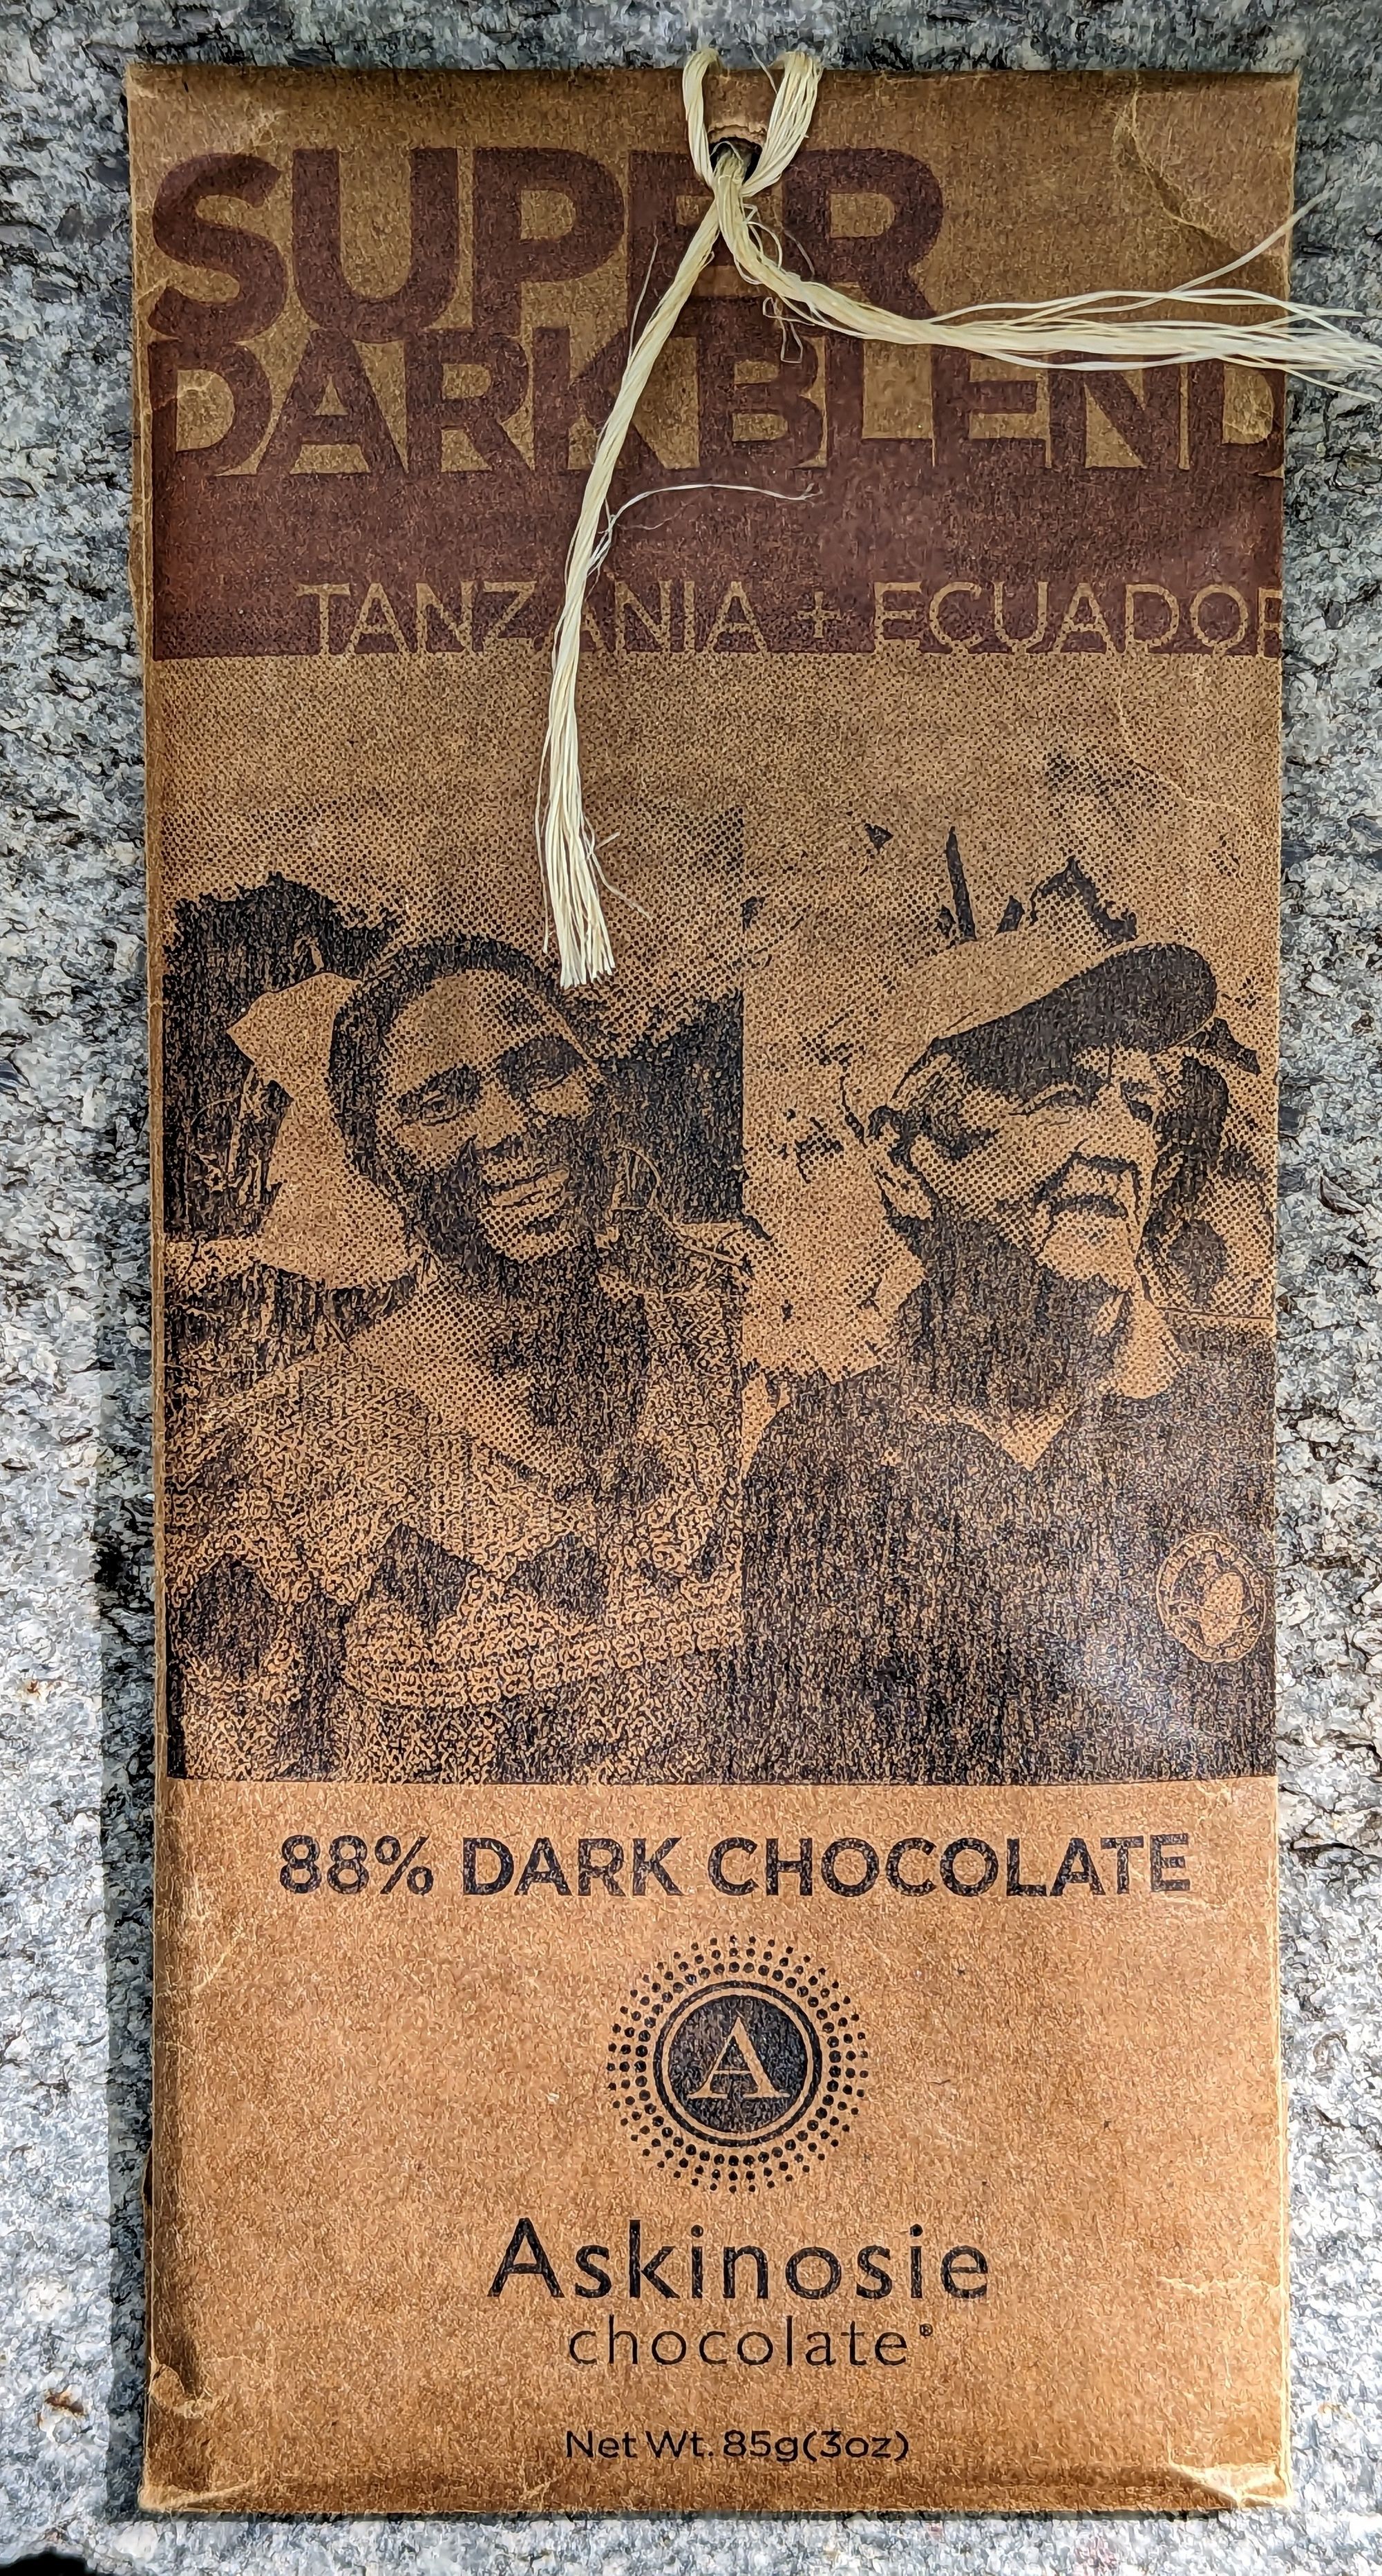 SUPER
DARK BLEND
TANZANIA + ECUADOR
88% DARK CHOCOLATE
A
Askinosie
chocolate®
Net Wt. 85g(3oz)